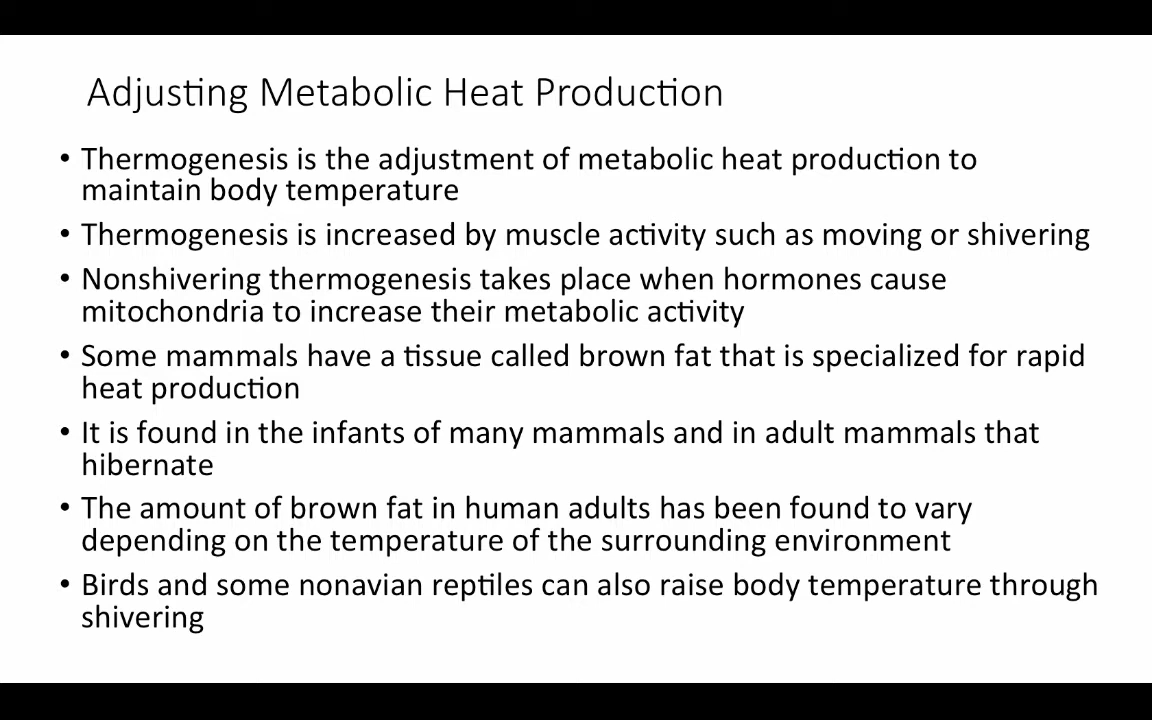 Adjusting Metabolic Heat Production
• Thermogenesis is the adjustment of metabolic heat production to
maintain body temperature
• Thermogenesis is increased by muscle activity such as moving or shivering
• Nonshivering thermogenesis takes place when hormones cause
mitochondria to increase their metabolic activity
• Some mammals have a tissue called brown fat that is specialized for rapid
heat production
• It is found in the infants of many mammals and in adult mammals that
hibernate
• The amount of brown fat in human adults has been found to vary
depending on the temperature of the surrounding environment
• Birds and some nonavian reptiles can also raise body temperature through
shivering